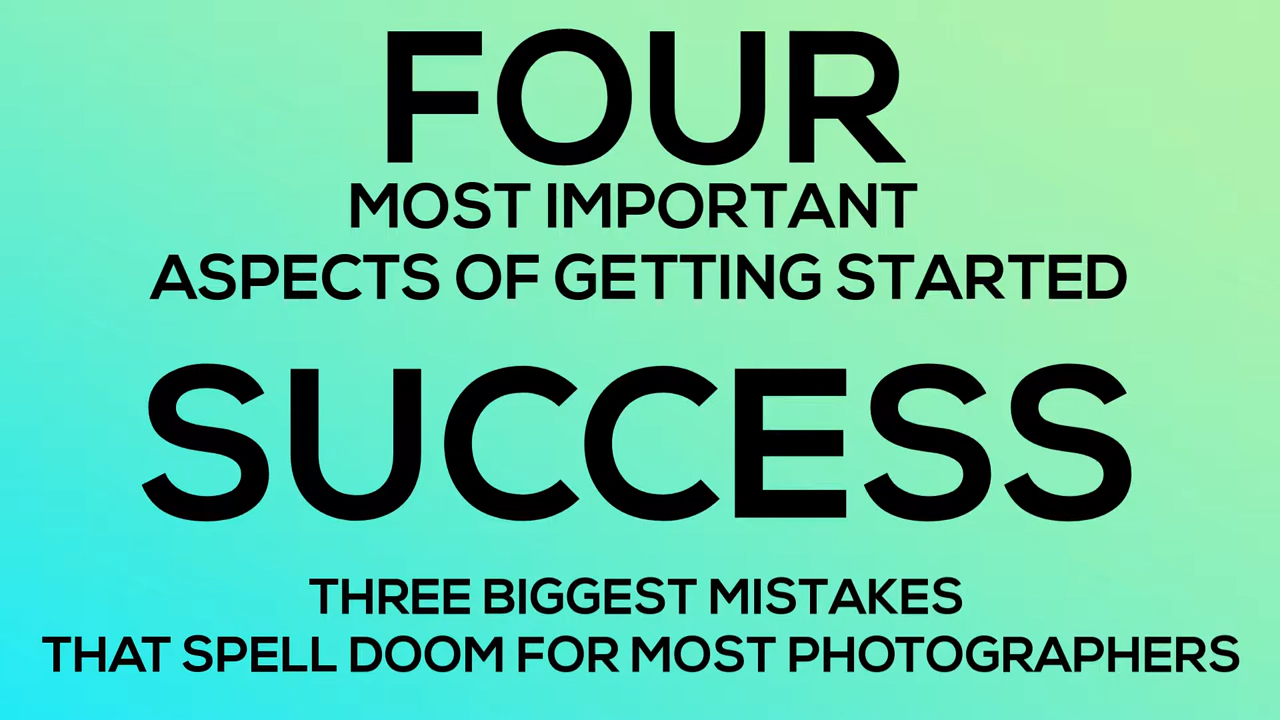 FOUR
MOST IMPORTANT
ASPECTS OF GETTING STARTED
SUCCESS
THREE BIGGEST MISTAKES
THAT SPELL DOOM FOR MOST PHOTOGRAPHERS